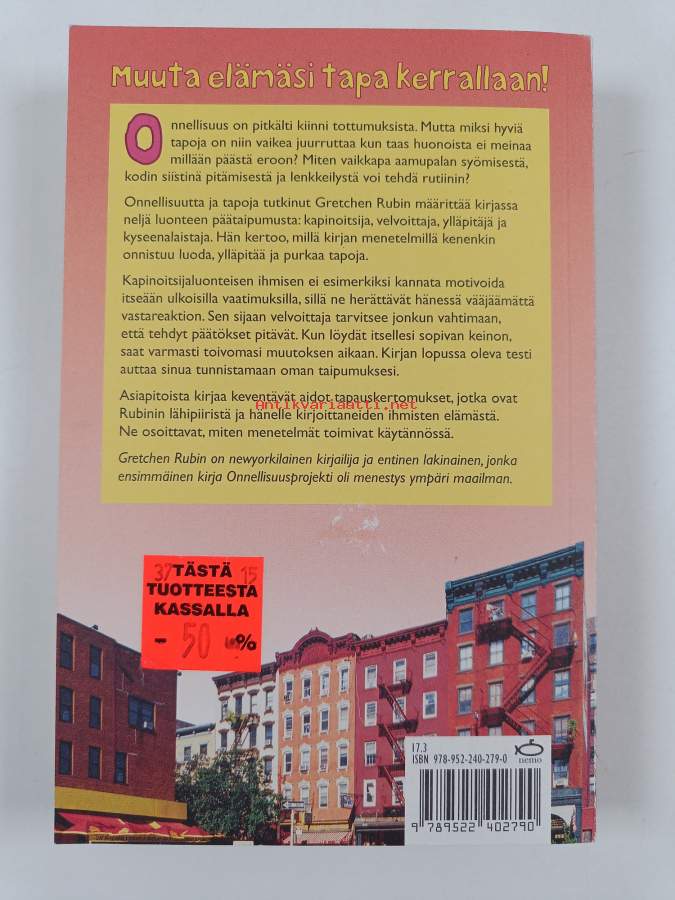 Muuta elämäsi tapa kerrallaan!
Onnellisuus on pitkälti kiinni tottumuksista. Mutta miksi hyviä
tapoja on niin vaikea juurruttaa kun taas huonoista ei meinaa
millään päästä eroon? Miten vaikkapa aamupalan syömisestä,
kodin siistinä pitämisestä ja lenkkeilystä voi tehdä rutiinin?
Onnellisuutta ja tapoja tutkinut Gretchen Rubin määrittää kirjassa
neljä luonteen päätaipumusta: kapinoitsija, velvoittaja, ylläpitäjä ja
kyseenalaistaja. Hän kertoo, millä kirjan menetelmillä kenenkin
onnistuu luoda, ylläpitää ja purkaa tapoja.
Kapinoitsijaluonteisen ihmisen ei esimerkiksi kannata motivoida
itseään ulkoisilla vaatimuksilla, sillä ne herättävät hänessä vääjäämättä
vastareaktion. Sen sijaan velvoittaja tarvitsee jonkun vahtimaan,
että tehdyt päätökset pitävät. Kun löydät itsellesi sopivan keinon,
saat varmasti toivomasi muutoksen aikaan. Kirjan lopussa oleva testi
auttaa sinua tunnistamaan oman taipumuksesi.
Asiapitoista kirjaa keventävät aidot tapauskertomukset, jotka ovat
Antikvariaatti.net
Rubinin lähipiiristä ja hänelle kirjoittaneiden ihmisten elämästä.
Ne osoittavat, miten menetelmät toimivat käytännössä.
Gretchen Rubin on newyorkilainen kirjailija ja entinen lakinainen, jonka
ensimmäinen kirja Onnellisuusprojekti oli menestys ympäri maailman.
37 15
TÄSTÄ
TUOTTEESTA
KASSALLA
- 50 %
17.3
ISBN 978-952-240-279-0
nemo
9 789522 402790